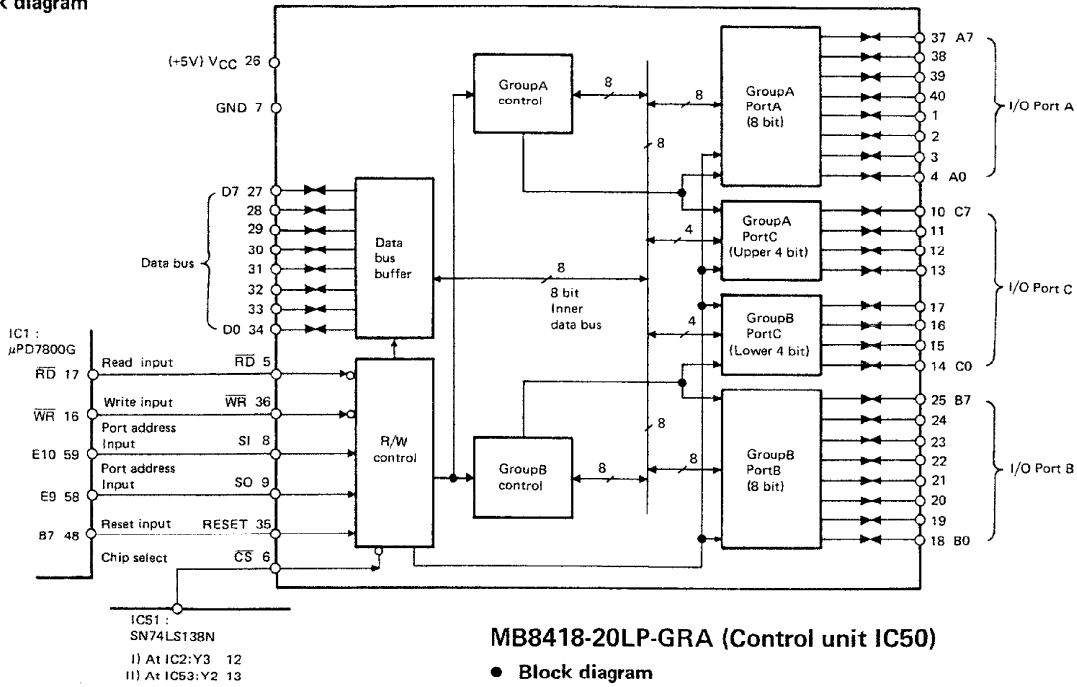 k diagram
(+5V) VCC 26
GND 7
D7 27
28
29
30
31
32
33
D0 34
Data bus
Data bus buffer
GroupA control
8
8
8
GroupA PortA (8 bit)
37 A7
38
39
40
1
2
3
4 A0
I/O Port A
4
GroupA PortC (Upper 4 bit)
10 C7
11
12
13
I/O Port C
8
8 bit Inner data bus
4
GroupB PortC (Lower 4 bit)
17
16
15
14 C0
8
8
8
GroupB PortB (8 bit)
25 B7
24
23
22
21
20
19
18 B0
I/O Port B
GroupB control
R/W control
IC1 :
μPD7800G
RD 17
Read input
RD 5
WR 16
Write input
WR 36
E10 59
Port address Input
SI 8
E9 58
Port address Input
SO 9
B7 48
Reset input
RESET 35
Chip select
CS 6
IC51 :
SN74LS138N
I) At IC2:Y3 12
II) At IC53:Y2 13
MB8418-20LP-GRA (Control unit IC50)
● Block diagram